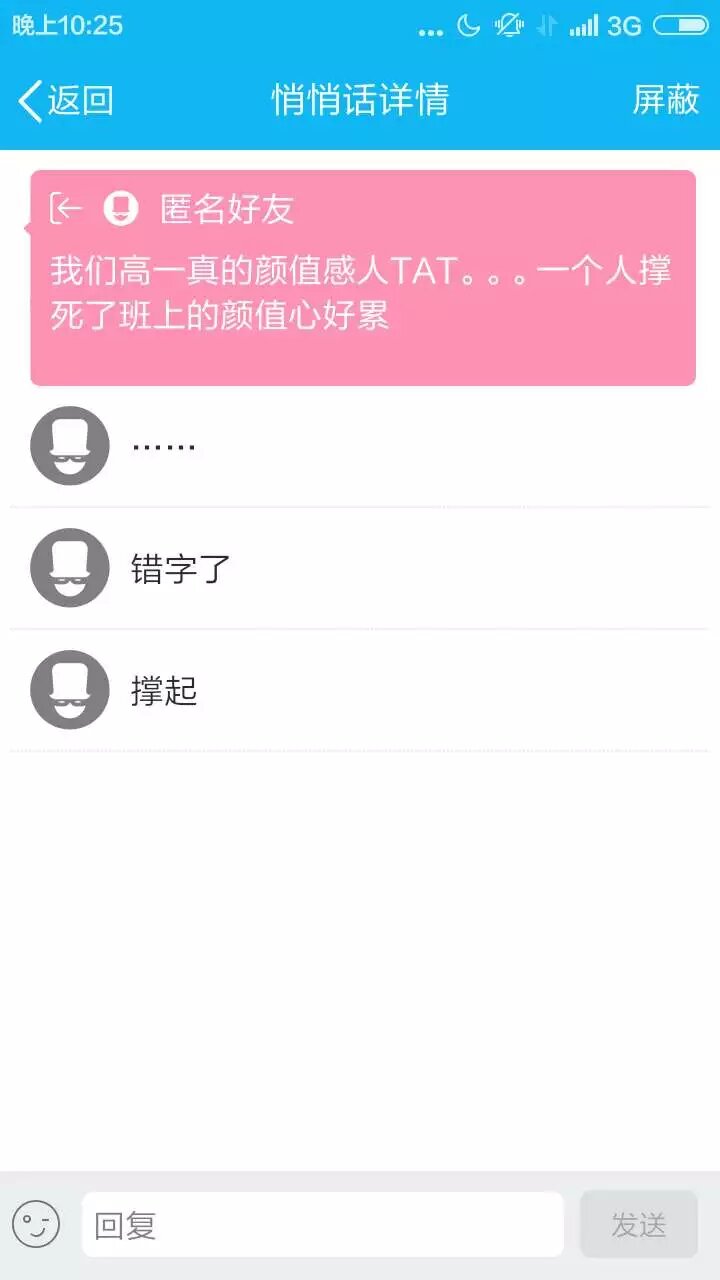 晚上10:25
3G
返回
悄悄话详情
屏蔽
匿名好友
我们高一真的颜值感人TAT。。。一个人撑
死了班上的颜值心好累
……
错字了
撑起
回复
发送